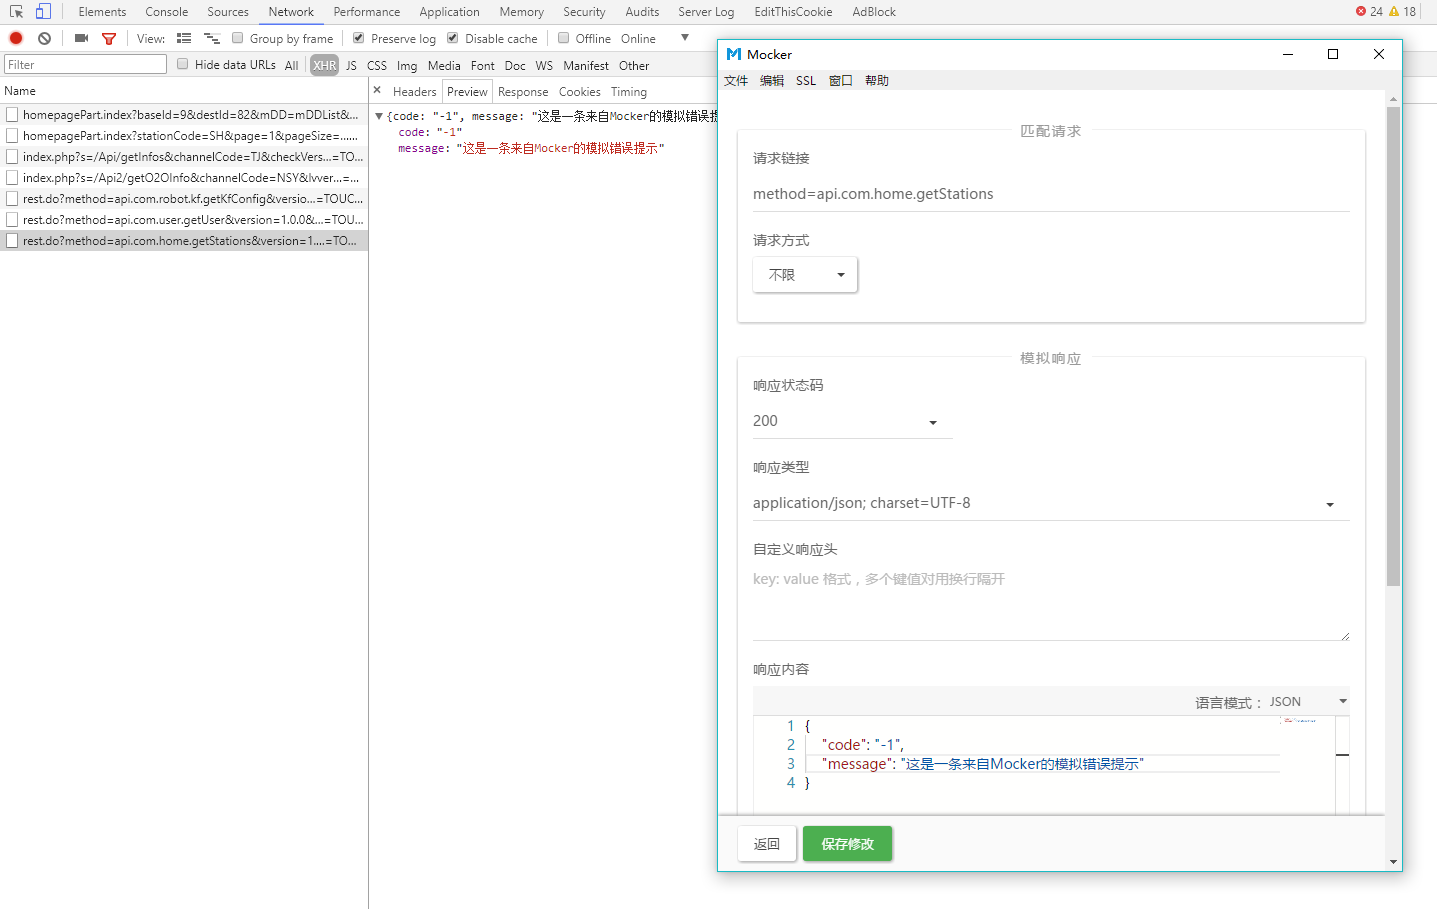 Elements Console Sources Network Performance Application Memory Security Audits Server Log EditThisCookie AdBlock 24 18
View: Group by frame Preserve log Disable cache Offline Online
Filter Hide data URLs All XHR JS CSS Img Media Font Doc WS Manifest Other
Name
homepagePart.index?baseId=9&destId=82&mDD=mDDList&...
homepagePart.index?stationCode=SH&page=1&pageSize=......
index.php?s=/Api/getInfos&channelCode=TJ&checkVers...=TO...
index.php?s=/Api2/getO2OInfo&channelCode=NSY&lvver...=...
rest.do?method=api.com.robot.kf.getKfConfig&versio...=TOUC...
rest.do?method=api.com.user.getUser&version=1.0.0&...=TOU...
rest.do?method=api.com.home.getStations&version=1....=TO...
× Headers Preview Response Cookies Timing
▼{code: "-1", message: "这是一条来自Mocker的模拟错误提
code: "-1"
message: "这是一条来自Mocker的模拟错误提示"
Mocker
文件 编辑 SSL 窗口 帮助
匹配请求
请求链接
method=api.com.home.getStations
请求方式
不限
模拟响应
响应状态码
200
响应类型
application/json; charset=UTF-8
自定义响应头
key: value 格式，多个键值对用换行隔开
响应内容
语言模式： JSON
1 {
2 "code": "-1",
3 "message": "这是一条来自Mocker的模拟错误提示"
4 }
返回 保存修改